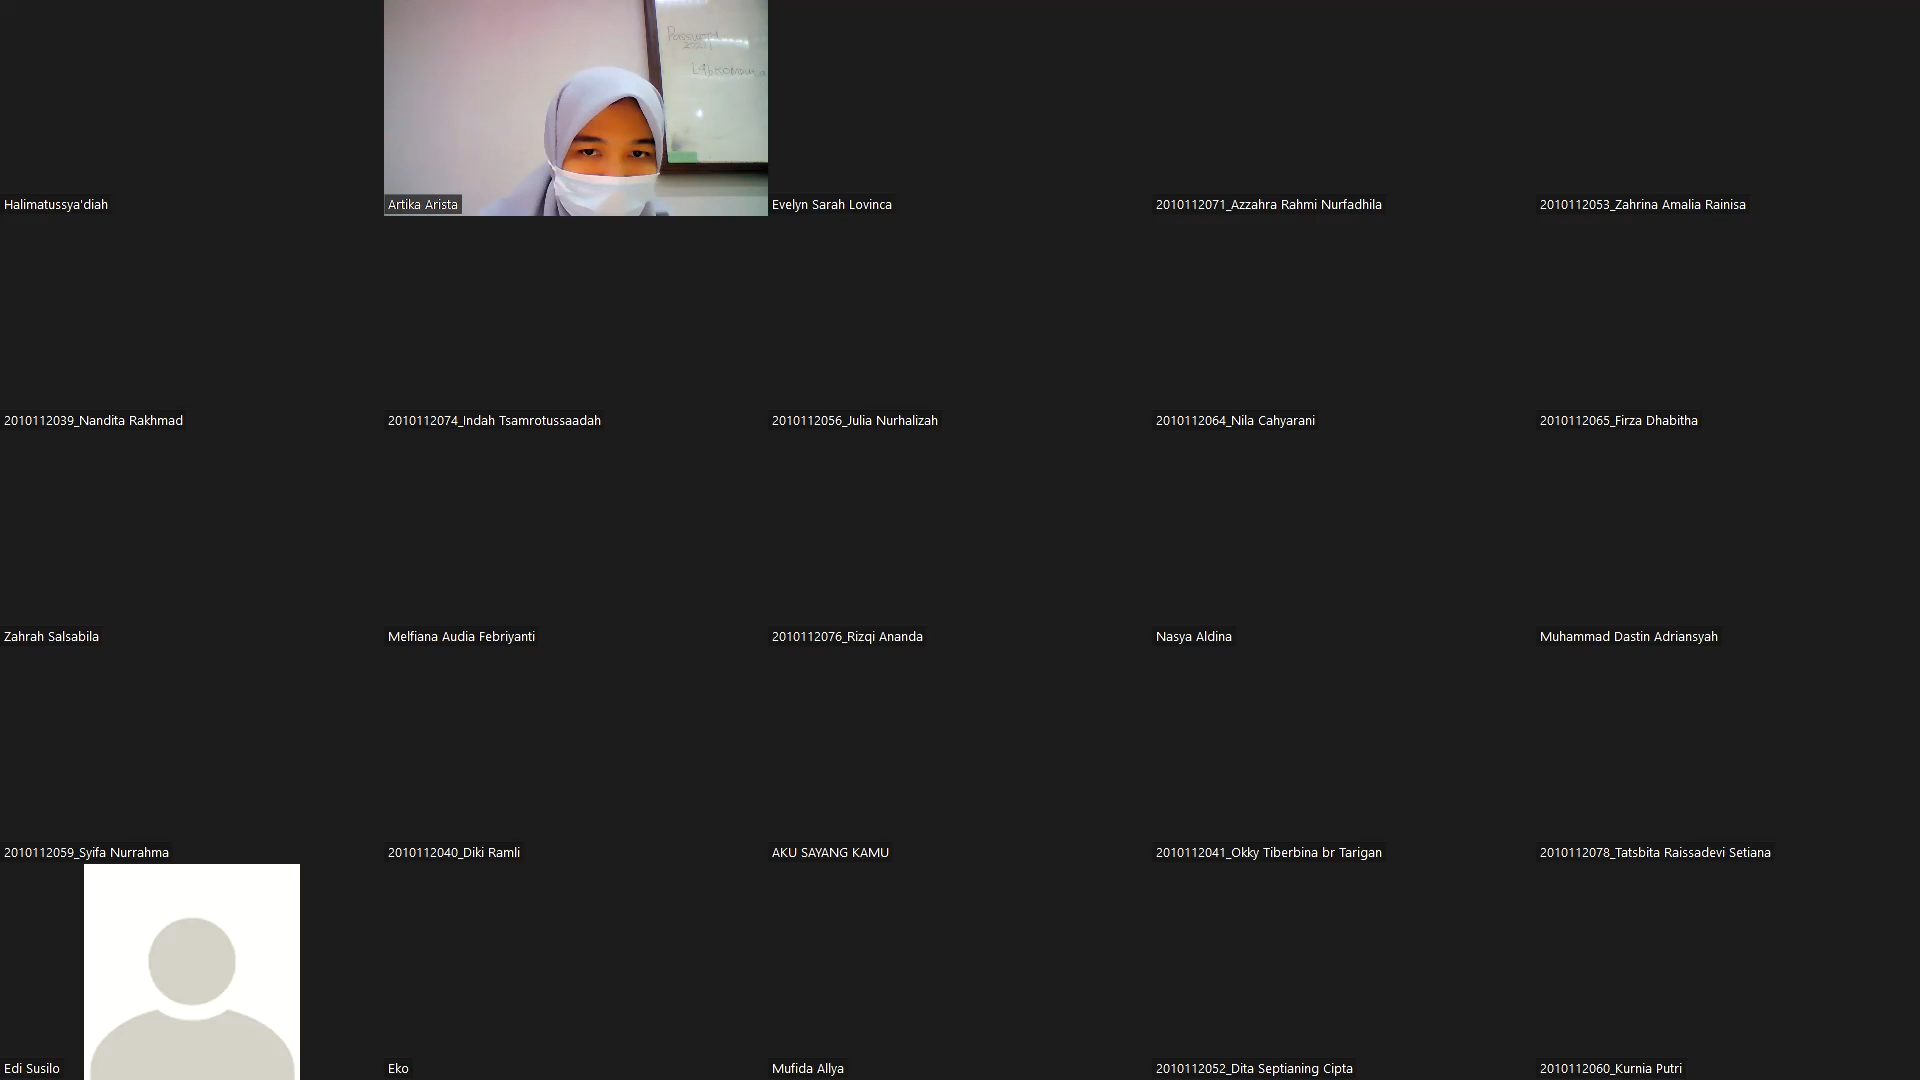 Halimatussya'diah
Artika Arista
Evelyn Sarah Lovinca
2010112071_Azzahra Rahmi Nurfadhila
2010112053_Zahrina Amalia Rainisa
2010112039_Nandita Rakhmad
2010112074_Indah Tsamrotussaadah
2010112056_Julia Nurhalizah
2010112064_Nila Cahyarani
2010112065_Firza Dhabitha
Zahrah Salsabila
Melfiana Audia Febriyanti
2010112076_Rizqi Ananda
Nasya Aldina
Muhammad Dastin Adriansyah
2010112059_Syifa Nurrahma
2010112040_Diki Ramli
AKU SAYANG KAMU
2010112041_Okky Tiberbina br Tarigan
2010112078_Tatsbita Raissadevi Setiana
Edi Susilo
Eko
Mufida Allya
2010112052_Dita Septianing Cipta
2010112060_Kurnia Putri